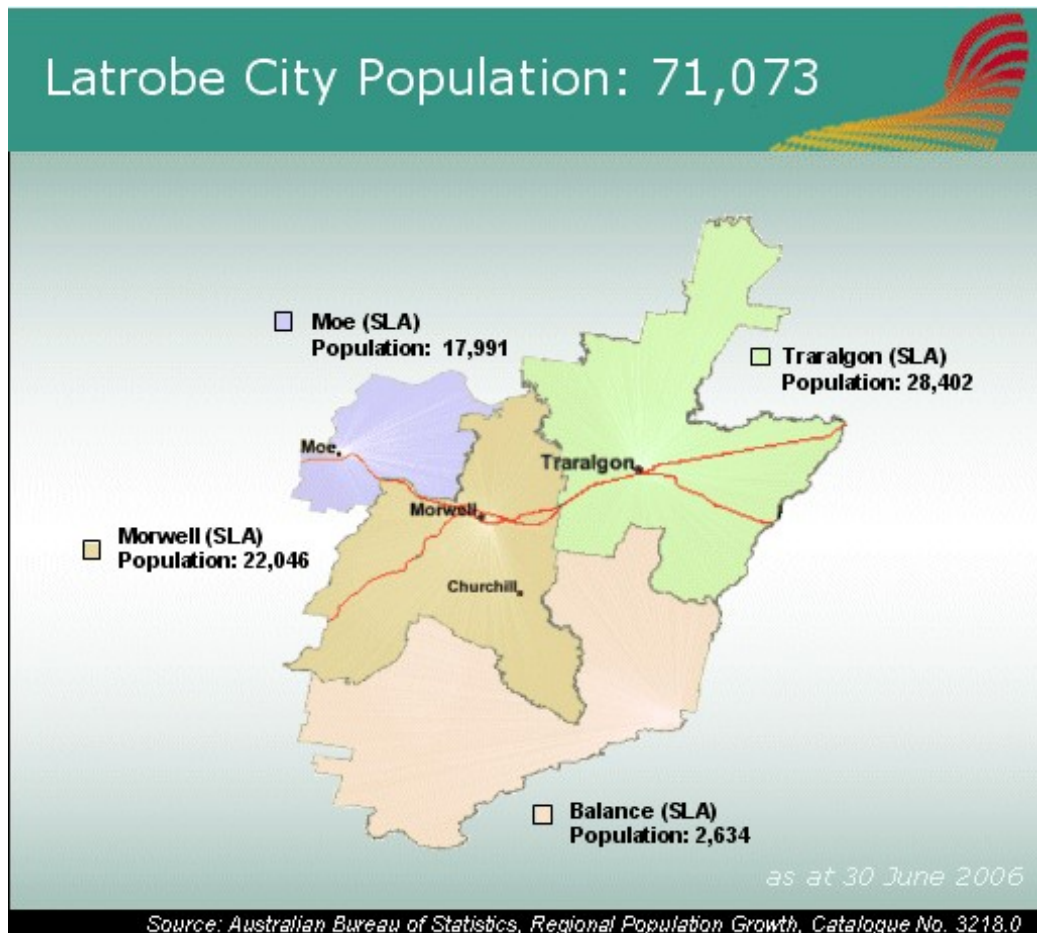 Latrobe City Population: 71,073
Moe (SLA)
Population: 17,991
Traralgon (SLA)
Population: 28,402
Moe
Traralgon
Morwell
Morwell (SLA)
Population: 22,046
Churchill
Balance (SLA)
Population: 2,634
as at 30 June 2006
Source: Australian Bureau of Statistics, Regional Population Growth, Catalogue No. 3218.0